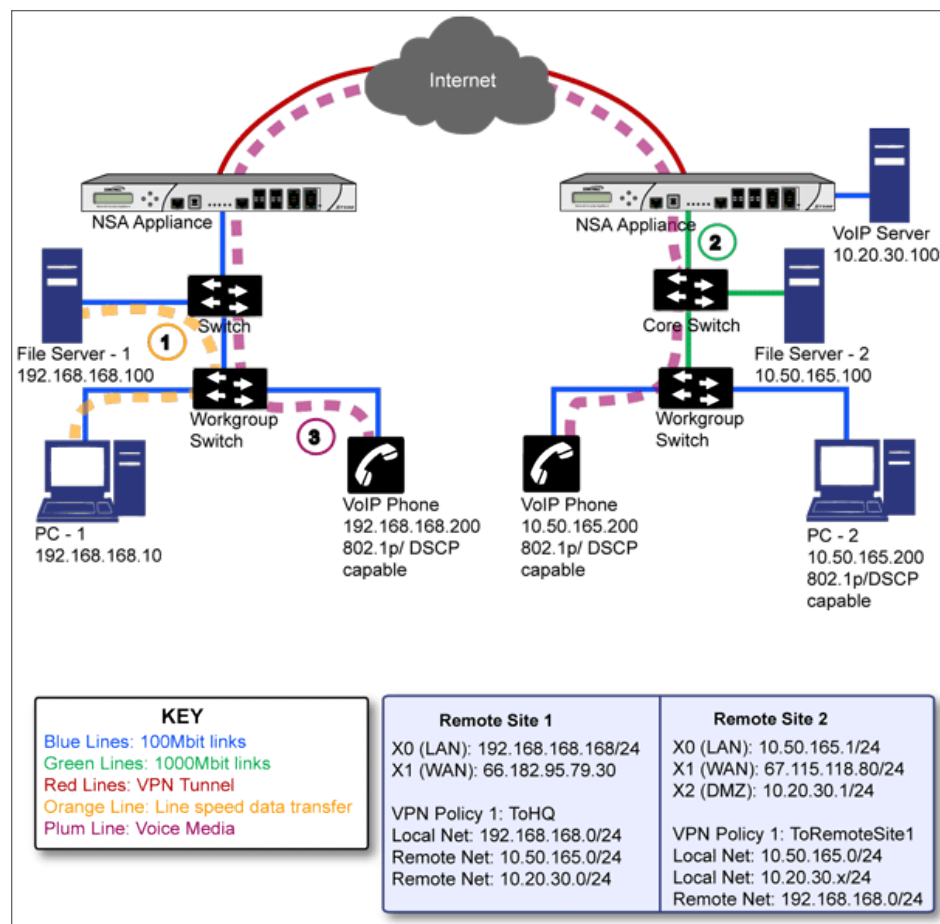 Internet
NSA Appliance
NSA Appliance
VoIP Server
10.20.30.100
2
Switch
Core Switch
1
File Server - 1
192.168.168.100
File Server - 2
10.50.165.100
Workgroup
Switch
Workgroup
Switch
3
PC - 1
192.168.168.10
VoIP Phone
192.168.168.200
802.1p/ DSCP
capable
VoIP Phone
10.50.165.200
802.1p/ DSCP
capable
PC - 2
10.50.165.200
802.1p/DSCP
capable
KEY
Blue Lines: 100Mbit links
Green Lines: 1000Mbit links
Red Lines: VPN Tunnel
Orange Line: Line speed data transfer
Plum Line: Voice Media
Remote Site 1
X0 (LAN): 192.168.168.168/24
X1 (WAN): 66.182.95.79.30
VPN Policy 1: ToHQ
Local Net: 192.168.168.0/24
Remote Net: 10.50.165.0/24
Remote Net: 10.20.30.0/24
Remote Site 2
X0 (LAN): 10.50.165.1/24
X1 (WAN): 67.115.118.80/24
X2 (DMZ): 10.20.30.1/24
VPN Policy 1: ToRemoteSite1
Local Net: 10.50.165.0/24
Local Net: 10.20.30.x/24
Remote Net: 192.168.168.0/24